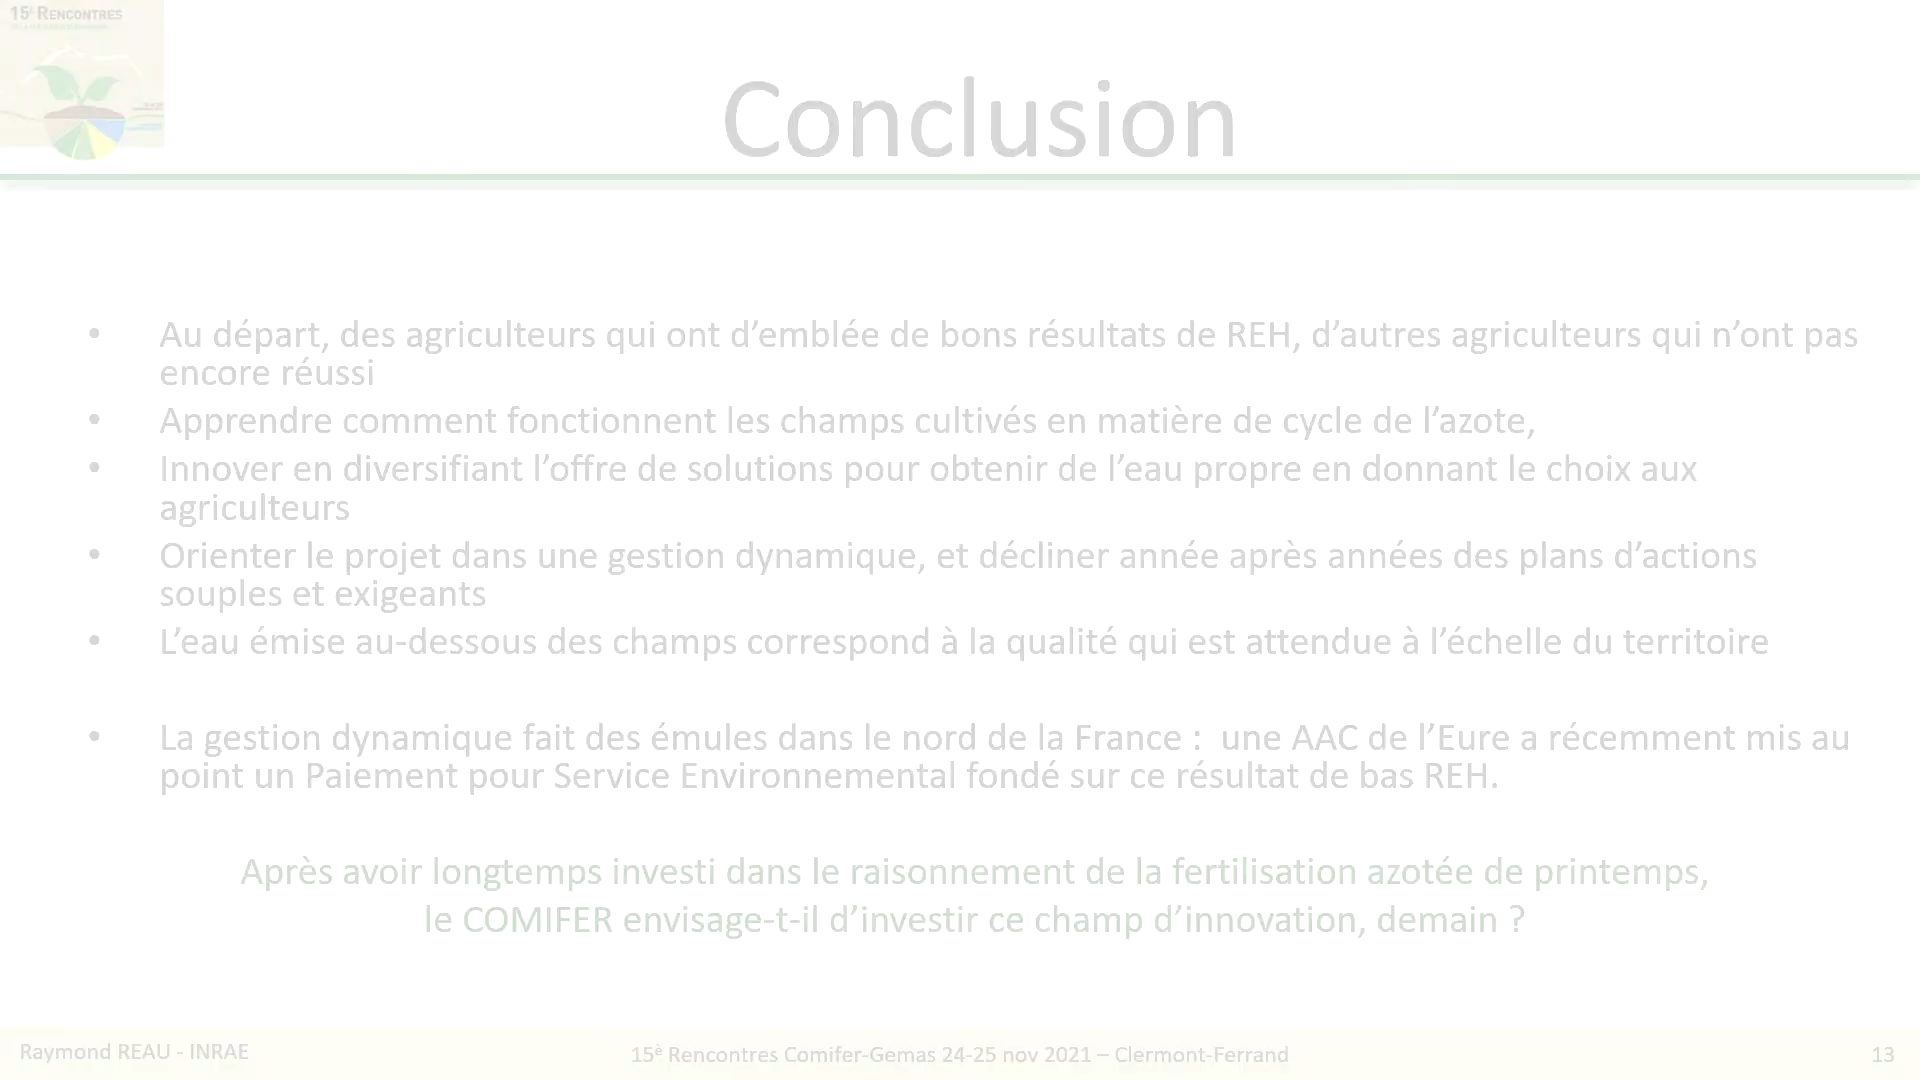 15è RENCONTRES
Conclusion
• Au départ, des agriculteurs qui ont d’emblée de bons résultats de REH, d’autres agriculteurs qui n’ont pas
encore réussi
• Apprendre comment fonctionnent les champs cultivés en matière de cycle de l’azote,
• Innover en diversifiant l’offre de solutions pour obtenir de l’eau propre en donnant le choix aux
agriculteurs
• Orienter le projet dans une gestion dynamique, et décliner année après années des plans d’actions
souples et exigeants
• L’eau émise au-dessous des champs correspond à la qualité qui est attendue à l’échelle du territoire
• La gestion dynamique fait des émules dans le nord de la France :  une AAC de l’Eure a récemment mis au
point un Paiement pour Service Environnemental fondé sur ce résultat de bas REH.
Après avoir longtemps investi dans le raisonnement de la fertilisation azotée de printemps,
le COMIFER envisage-t-il d’investir ce champ d’innovation, demain ?
Raymond REAU - INRAE
15è Rencontres Comifer-Gemas 24-25 nov 2021 – Clermont-Ferrand
13